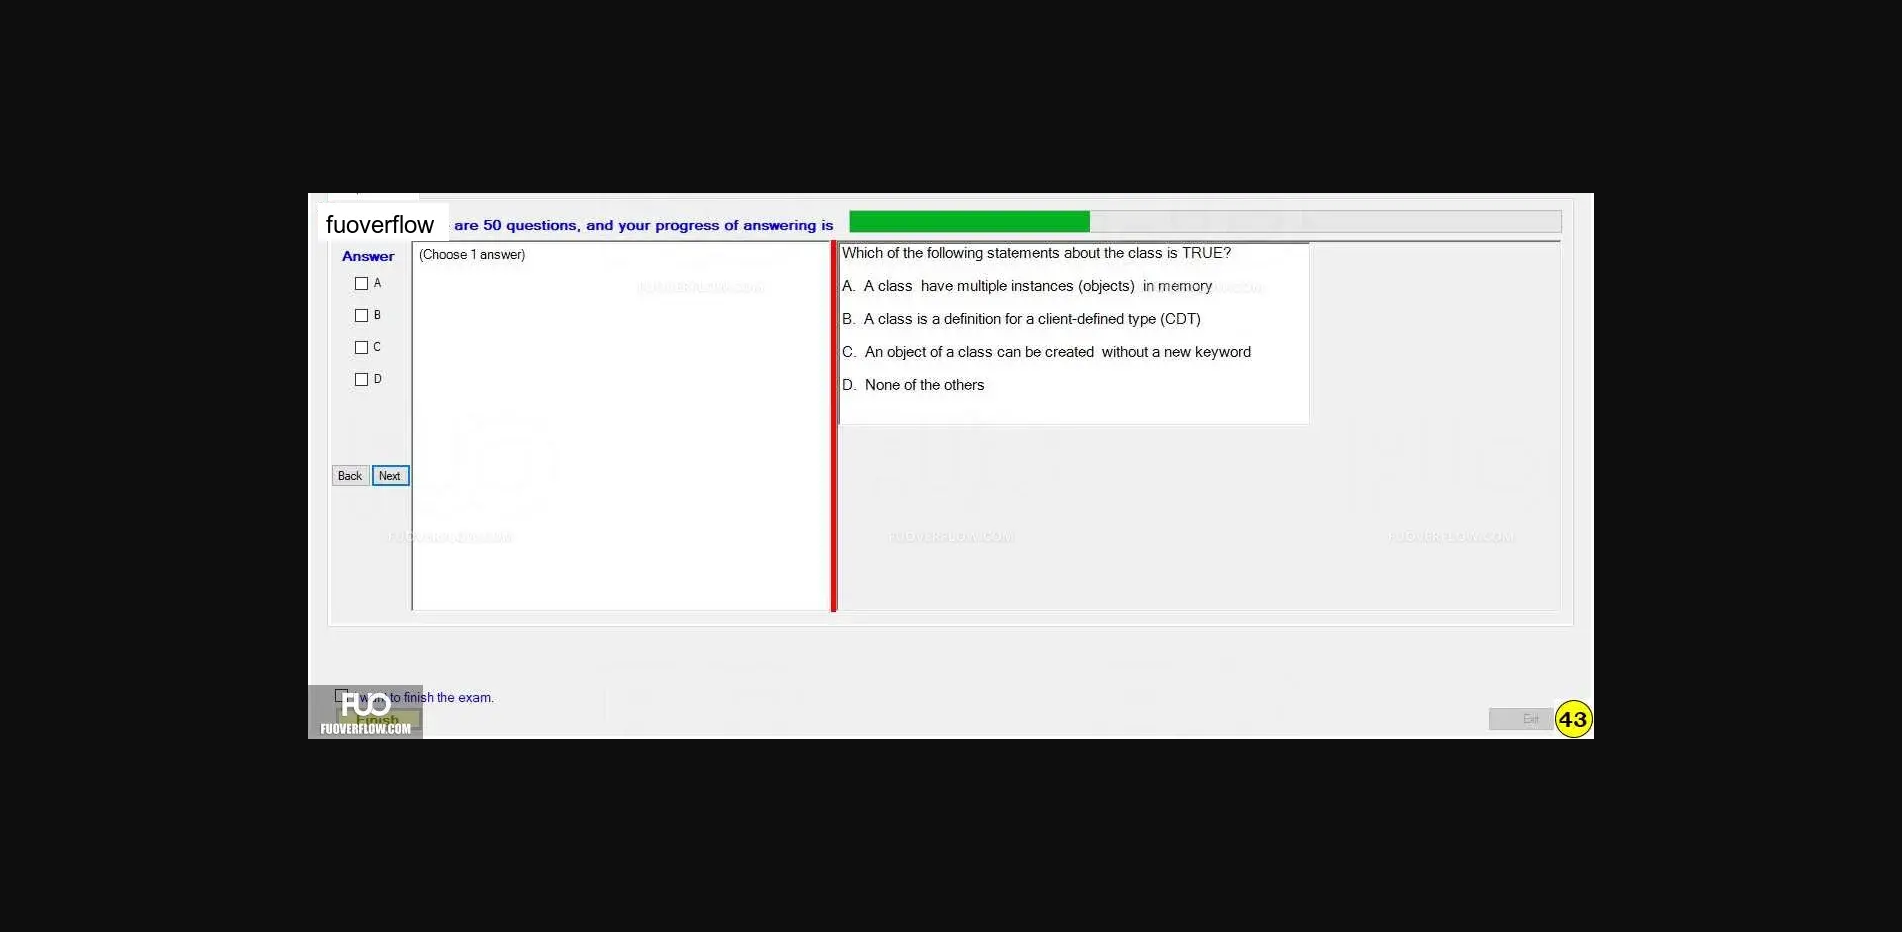 fuoverflow are 50 questions, and your progress of answering is
Answer
(Choose 1 answer)
A
B
C
D
Back Next
Which of the following statements about the class is TRUE?
A. A class have multiple instances (objects) in memory
B. A class is a definition for a client-defined type (CDT)
C. An object of a class can be created without a new keyword
D. None of the others
FUOVERFLOW.COM
FUOVERFLOW.COM
FUOVERFLOW.COM FUOVERFLOW.COM FUOVERFLOW.COM
want to finish the exam.
FUO
Finish
FUOVERFLOW.COM
Exit
43